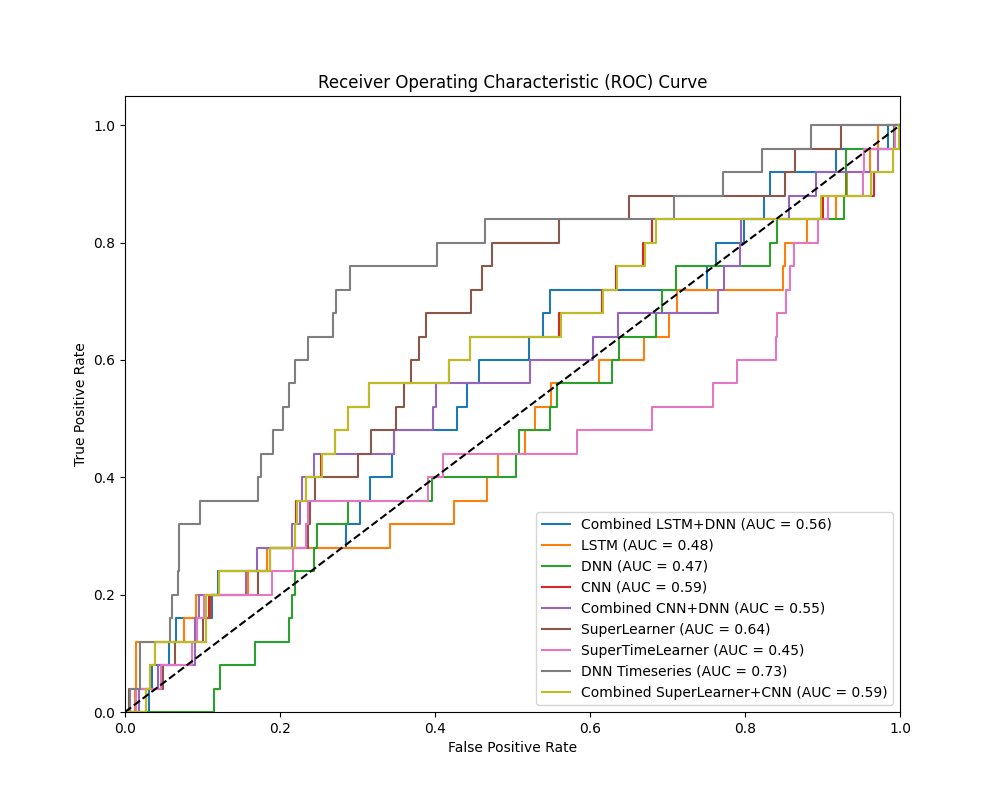 Receiver Operating Characteristic (ROC) Curve
True Positive Rate
1.0
0.8
0.6
0.4
0.2
0.0
Combined LSTM+DNN (AUC = 0.56)
LSTM (AUC = 0.48)
DNN (AUC = 0.47)
CNN (AUC = 0.59)
Combined CNN+DNN (AUC = 0.55)
SuperLearner (AUC = 0.64)
SuperTimeLearner (AUC = 0.45)
DNN Timeseries (AUC = 0.73)
Combined SuperLearner+CNN (AUC = 0.59)
0.0 0.2 0.4 0.6 0.8 1.0
False Positive Rate